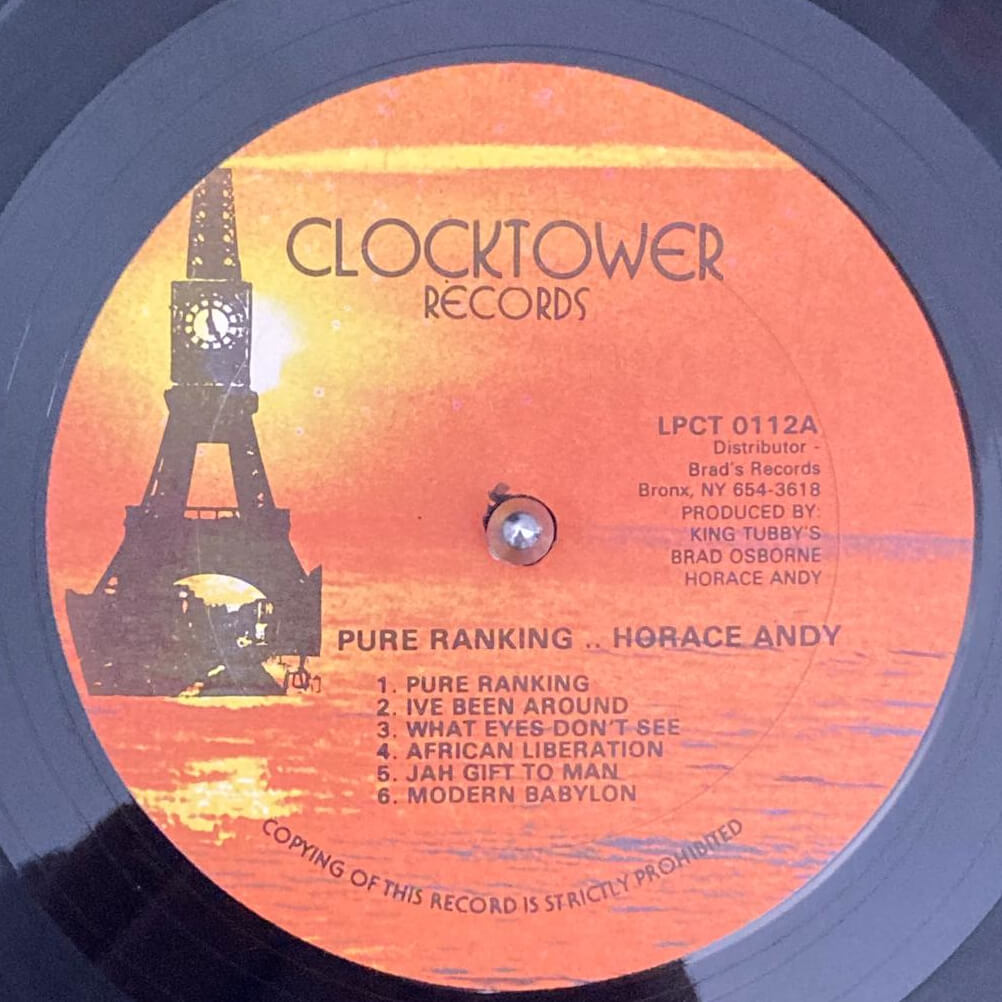 CLOCKTOWER
RECORDS
LPCT 0112A
Distributor -
Brad's Records
Bronx, NY 654-3618
PRODUCED BY:
KING TUBBY'S
BRAD OSBORNE
HORACE ANDY
PURE RANKING .. HORACE ANDY
1. PURE RANKING
2. IVE BEEN AROUND
3. WHAT EYES DON'T SEE
4. AFRICAN LIBERATION
5. JAH GIFT TO MAN
6. MODERN BABYLON
COPYING OF THIS RECORD IS STRICTLY PROHIBITED